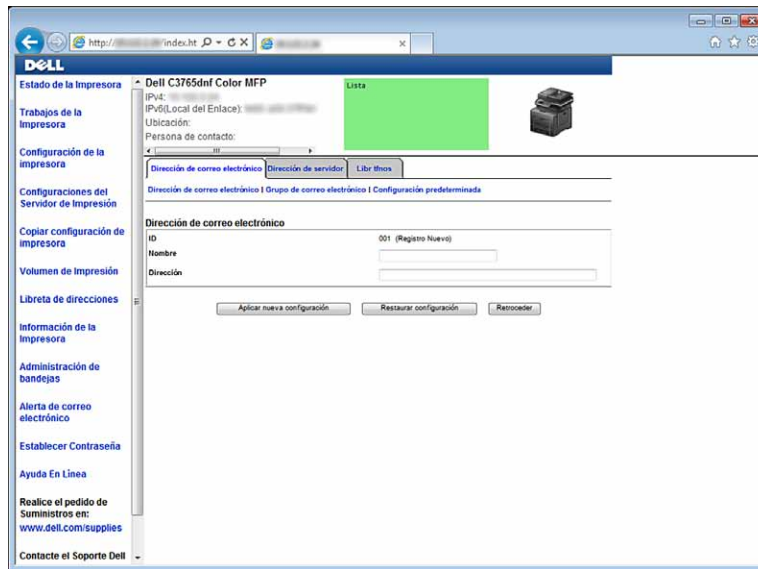 http:// /index.ht
DELL
Estado de la Impresora
Trabajos de la
Impresora
Configuración de la
impresora
Configuraciones del
Servidor de Impresión
Copiar configuración de
impresora
Volumen de Impresión
Libreta de direcciones
Información de la
Impresora
Administración de
bandejas
Alerta de correo
electrónico
Establecer Contraseña
Ayuda En Línea
Realice el pedido de
Suministros en:
www.dell.com/supplies
Contacte el Soporte Dell
Dell C3765dnf Color MFP
IPv4:
IPv6(Local del Enlace):
Ubicación:
Persona de contacto:
Lista
Dirección de correo electrónico Dirección de servidor Libr tfnos
Dirección de correo electrónico | Grupo de correo electrónico | Configuración predeterminada
Dirección de correo electrónico
ID 001 (Registro Nuevo)
Nombre
Dirección
Aplicar nueva configuración Restaurar configuración Retroceder